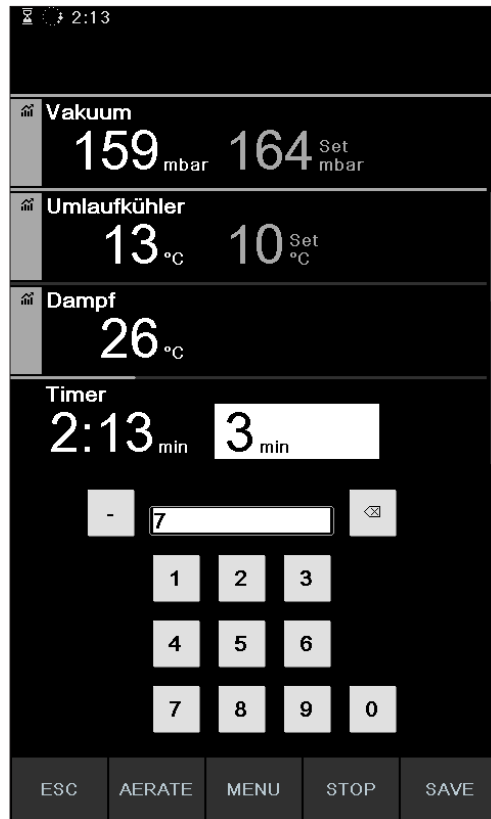 2:13
Vakuum
159 mbar 164 Set mbar
Umlaufkühler
13 °C 10 Set °C
Dampf
26 °C
Timer
2:13 min 3 min
- 7
1 2 3
4 5 6
7 8 9 0
ESC AERATE MENU STOP SAVE